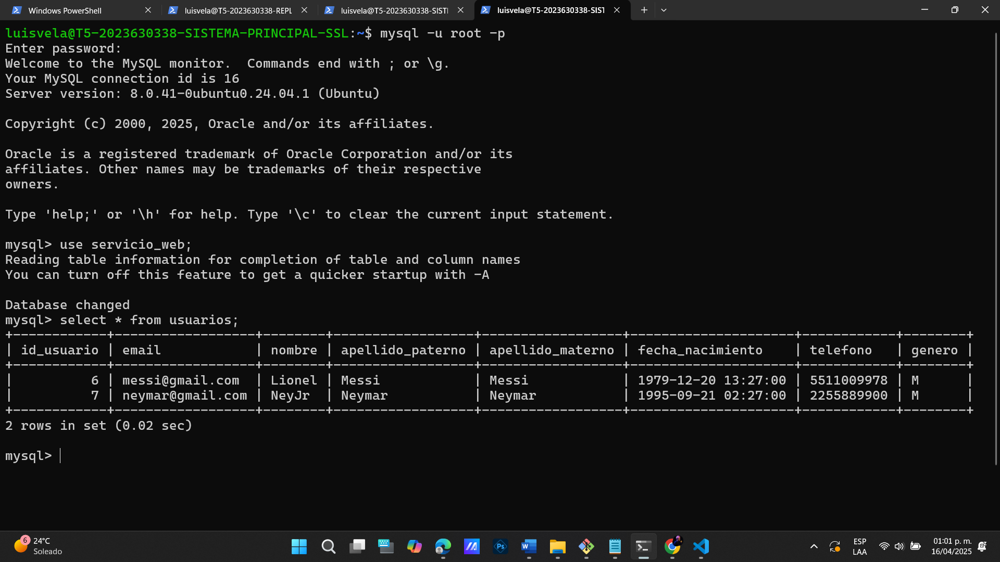 Windows PowerShell
luisvela@T5-2023630338-REPL
luisvela@T5-2023630338-SISTI
luisvela@T5-2023630338-SIST
luisvela@T5-2023630338-SISTEMA-PRINCIPAL-SSL:~$ mysql -u root -p
Enter password:
Welcome to the MySQL monitor.  Commands end with ; or \g.
Your MySQL connection id is 16
Server version: 8.0.41-0ubuntu0.24.04.1 (Ubuntu)
Copyright (c) 2000, 2025, Oracle and/or its affiliates.
Oracle is a registered trademark of Oracle Corporation and/or its
affiliates. Other names may be trademarks of their respective
owners.
Type 'help;' or '\h' for help. Type '\c' to clear the current input statement.
mysql> use servicio_web;
Reading table information for completion of table and column names
You can turn off this feature to get a quicker startup with -A
Database changed
mysql> select * from usuarios;
+------------+------------------+--------+------------------+------------------+---------------------+------------+--------+
| id_usuario | email            | nombre | apellido_paterno | apellido_materno | fecha_nacimiento    | telefono   | genero |
+------------+------------------+--------+------------------+------------------+---------------------+------------+--------+
|          6 | messi@gmail.com  | Lionel | Messi            | Messi            | 1979-12-20 13:27:00 | 5511009978 | M      |
|          7 | neymar@gmail.com | NeyJr  | Neymar           | Neymar           | 1995-09-21 02:27:00 | 2255889900 | M      |
+------------+------------------+--------+------------------+------------------+---------------------+------------+--------+
2 rows in set (0.02 sec)
mysql>
6
24°C
Soleado
Ps
W
ESP
LAA
01:01 p. m.
16/04/2025